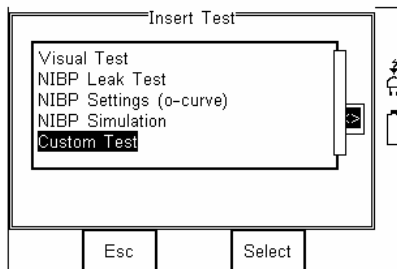 Insert Test
Visual Test
NIBP Leak Test
NIBP Settings (o-curve)
NIBP Simulation
Custom Test
Esc
Select